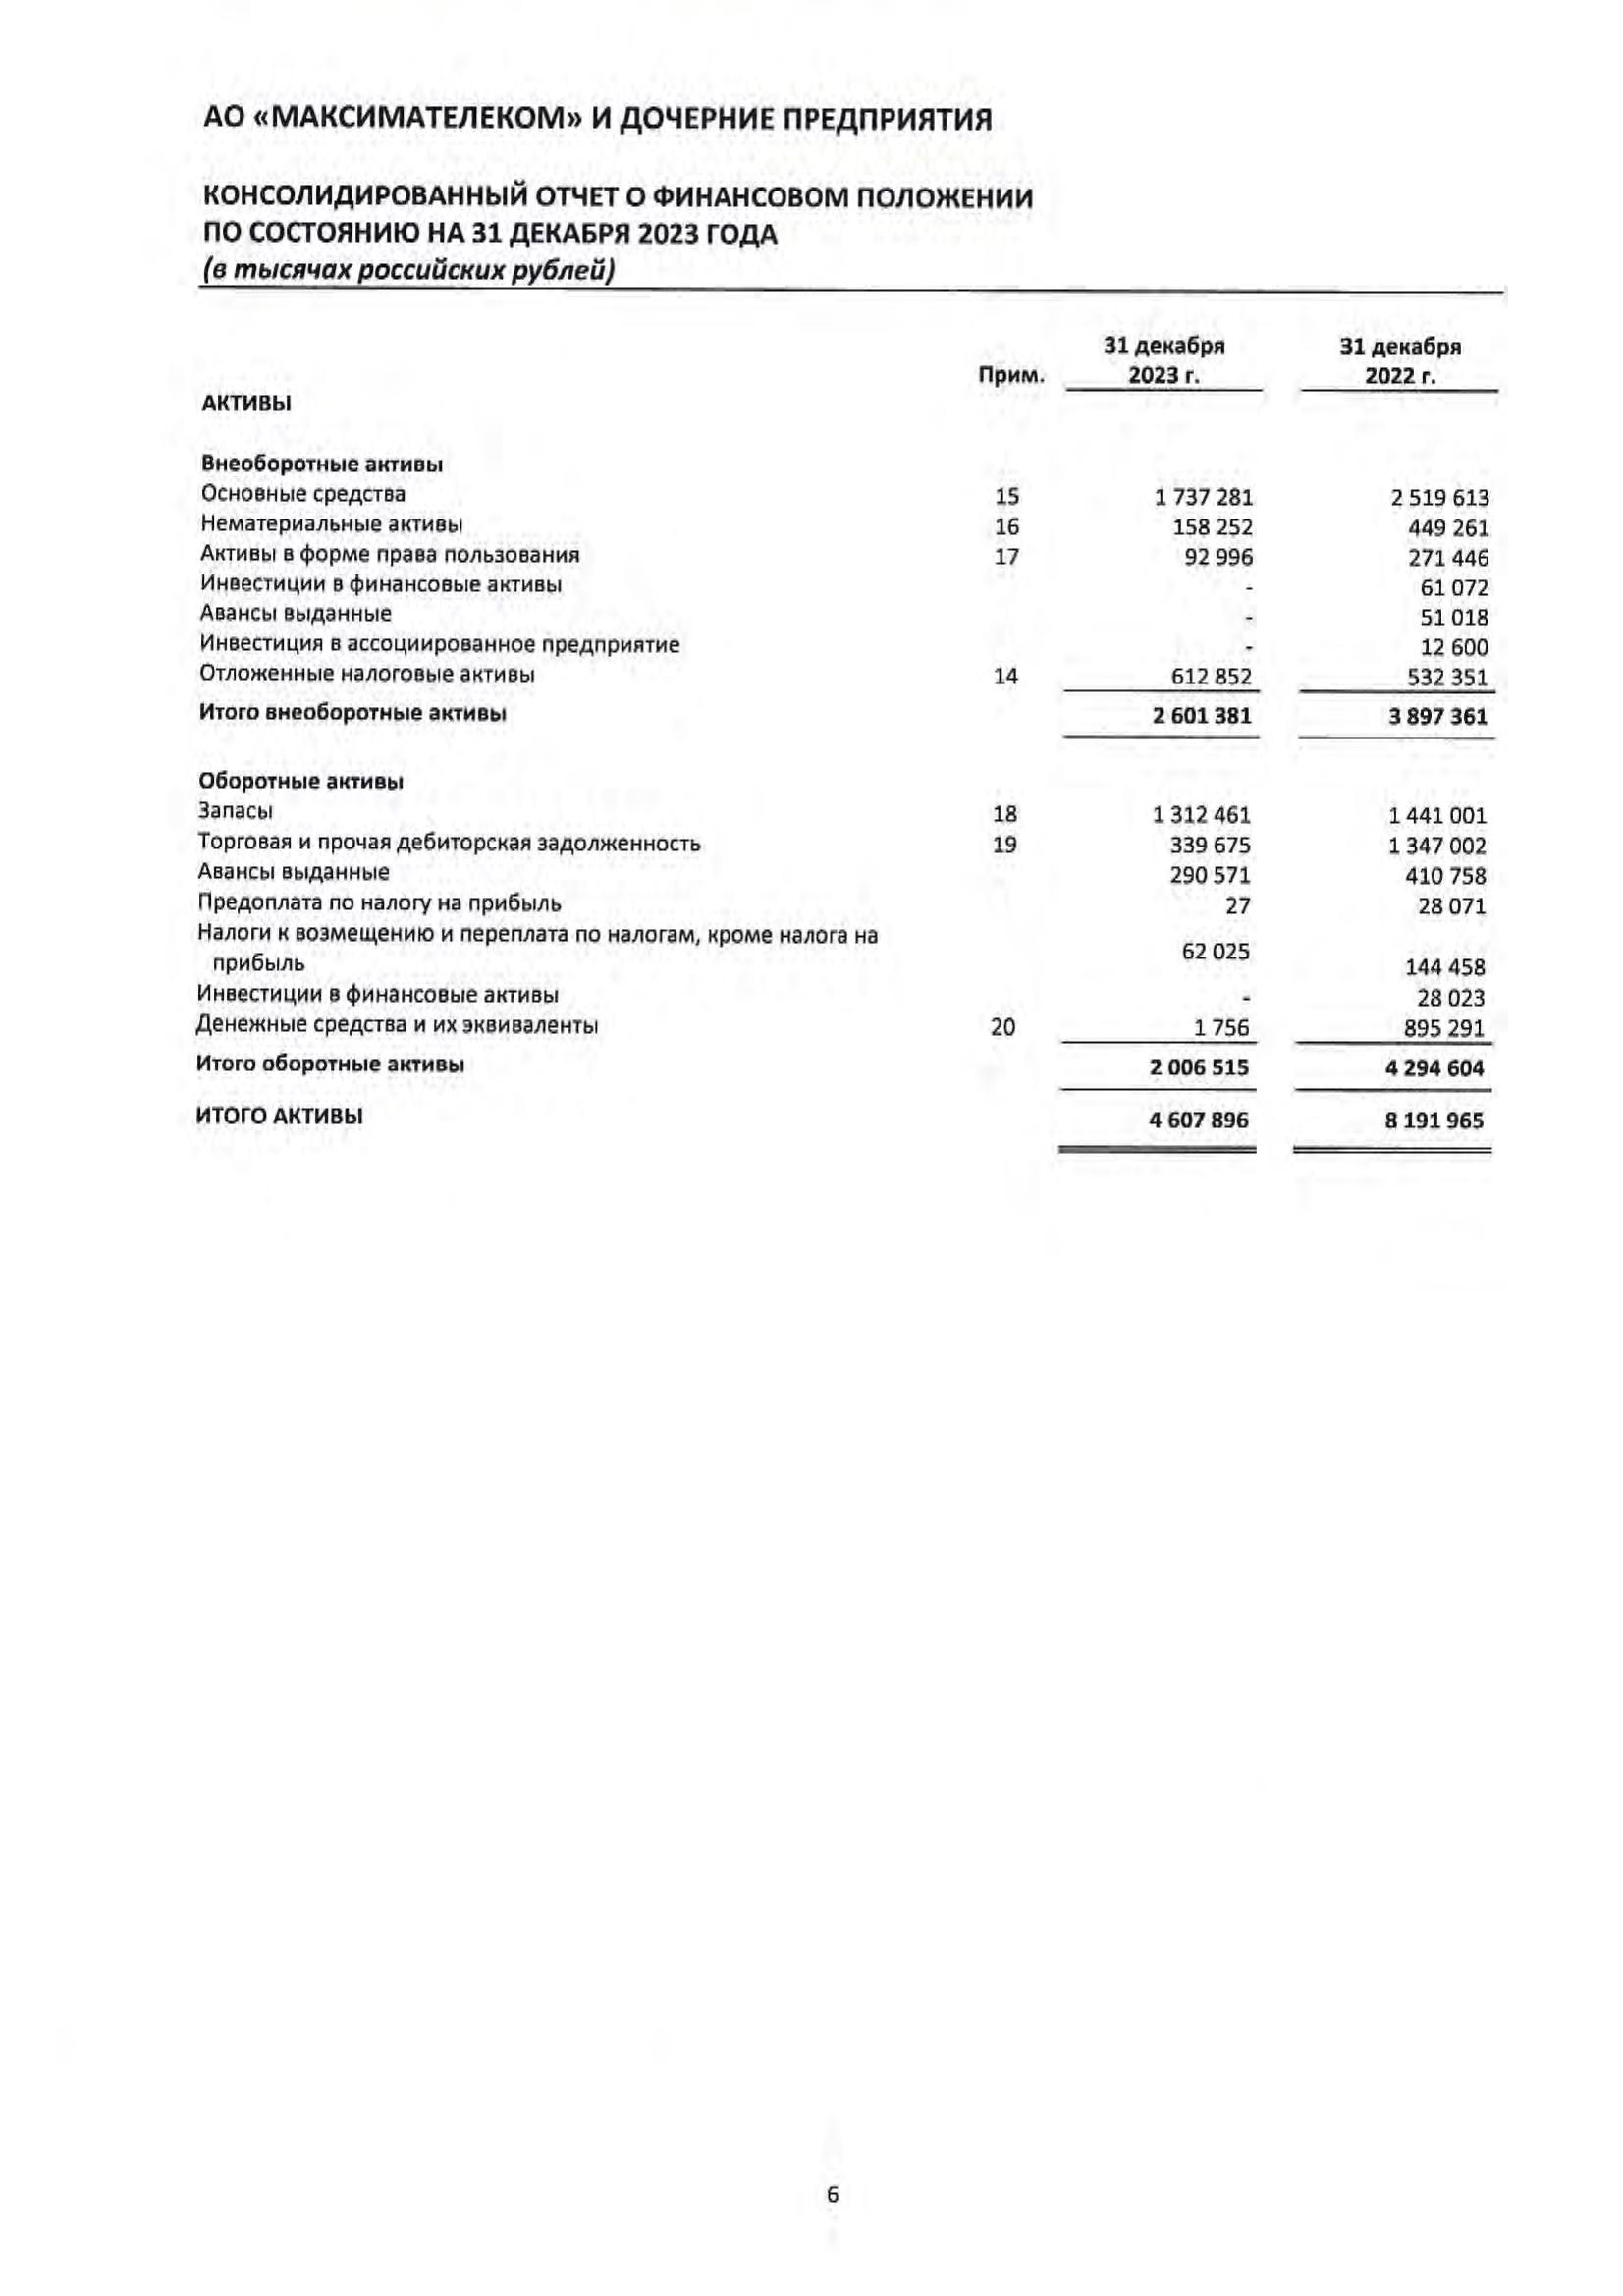 АО «МАКСИМАТЕЛЕКОМ» И ДОЧЕРНИЕ ПРЕДПРИЯТИЯ
КОНСОЛИДИРОВАННЫЙ ОТЧЕТ О ФИНАНСОВОМ ПОЛОЖЕНИИ
ПО СОСТОЯНИЮ НА 31 ДЕКАБРЯ 2023 ГОДА
(в тысячах российских рублей)
31 декабря 31 декабря
Прим. 2023 г. 2022 г.
АКТИВЫ
Внеоборотные активы
Основные средства 15 1 737 281 2 519 613
Нематериальные активы 16 158 252 449 261
Активы в форме права пользования 17 92 996 271 446
Инвестиции в финансовые активы - 61 072
Авансы выданные - 51 018
Инвестиция в ассоциированное предприятие - 12 600
Отложенные налоговые активы 14 612 852 532 351
Итого внеоборотные активы 2 601 381 3 897 361
Оборотные активы
Запасы 18 1 312 461 1 441 001
Торговая и прочая дебиторская задолженность 19 339 675 1 347 002
Авансы выданные 290 571 410 758
Предоплата по налогу на прибыль 27 28 071
Налоги к возмещению и переплата по налогам, кроме налога на
прибыль 62 025 144 458
Инвестиции в финансовые активы - 28 023
Денежные средства и их эквиваленты 20 1 756 895 291
Итого оборотные активы 2 006 515 4 294 604
ИТОГО АКТИВЫ 4 607 896 8 191 965
6